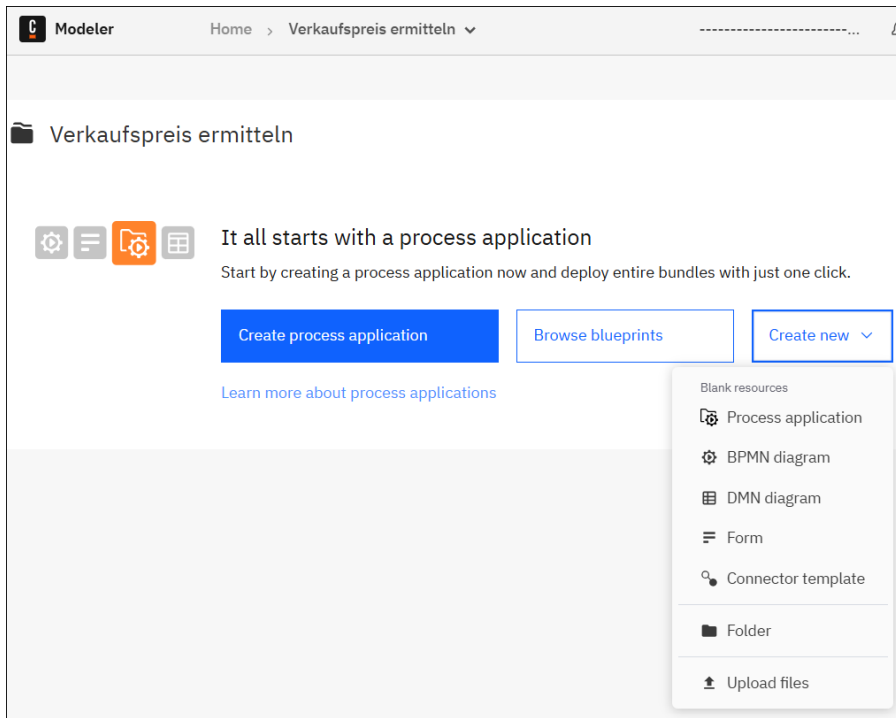 Modeler Home › Verkaufspreis ermitteln ------------------------...
Verkaufspreis ermitteln
It all starts with a process application
Start by creating a process application now and deploy entire bundles with just one click.
Create process application Browse blueprints Create new
Learn more about process applications
Blank resources
Process application
BPMN diagram
DMN diagram
Form
Connector template
Folder
Upload files